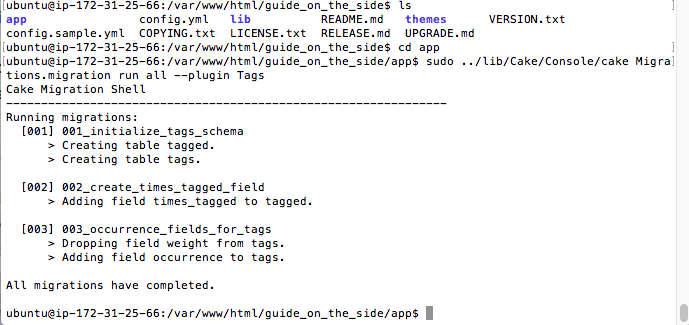 ubuntu@ip-172-31-25-66:/var/www/html/guide_on_the_side$ ls
app config.yml lib README.md themes VERSION.txt
config.sample.yml COPYING.txt LICENSE.txt RELEASE.md UPGRADE.md
ubuntu@ip-172-31-25-66:/var/www/html/guide_on_the_side$ cd app
ubuntu@ip-172-31-25-66:/var/www/html/guide_on_the_side/app$ sudo ../lib/Cake/Console/cake Migra
tions.migration run all --plugin Tags
Cake Migration Shell
---------------------------------------------------------------
Running migrations:
[001] 001_initialize_tags_schema
> Creating table tagged.
> Creating table tags.
[002] 002_create_times_tagged_field
> Adding field times_tagged to tagged.
[003] 003_occurrence_fields_for_tags
> Dropping field weight from tags.
> Adding field occurrence to tags.
All migrations have completed.
ubuntu@ip-172-31-25-66:/var/www/html/guide_on_the_side/app$